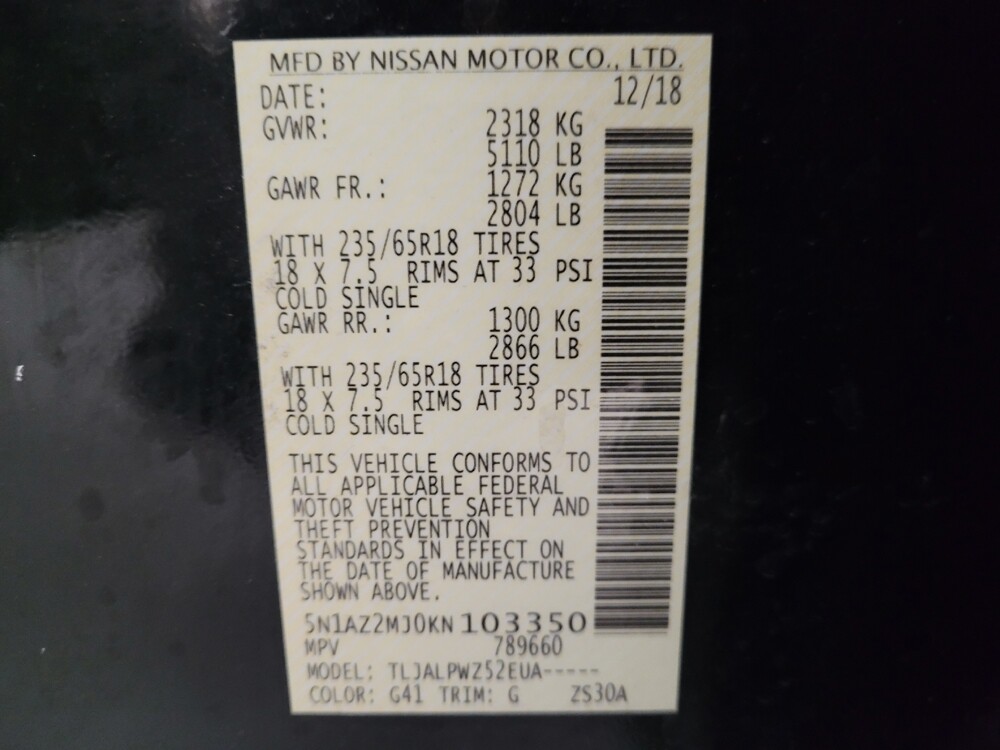 MFD BY NISSAN MOTOR CO., LTD.
DATE: 12/18
GVWR: 2318 KG
5110 LB
GAWR FR.: 1272 KG
2804 LB
WITH 235/65R18 TIRES
18 X 7.5 RIMS AT 33 PSI
COLD SINGLE
GAWR RR.: 1300 KG
2866 LB
WITH 235/65R18 TIRES
18 X 7.5 RIMS AT 33 PSI
COLD SINGLE
THIS VEHICLE CONFORMS TO
ALL APPLICABLE FEDERAL
MOTOR VEHICLE SAFETY AND
THEFT PREVENTION
STANDARDS IN EFFECT ON
THE DATE OF MANUFACTURE
SHOWN ABOVE.
5N1AZ2MJ0KN103350
MPV 789660
MODEL: TLJALPWZ52EUA-----
COLOR: G41 TRIM: G ZS30A